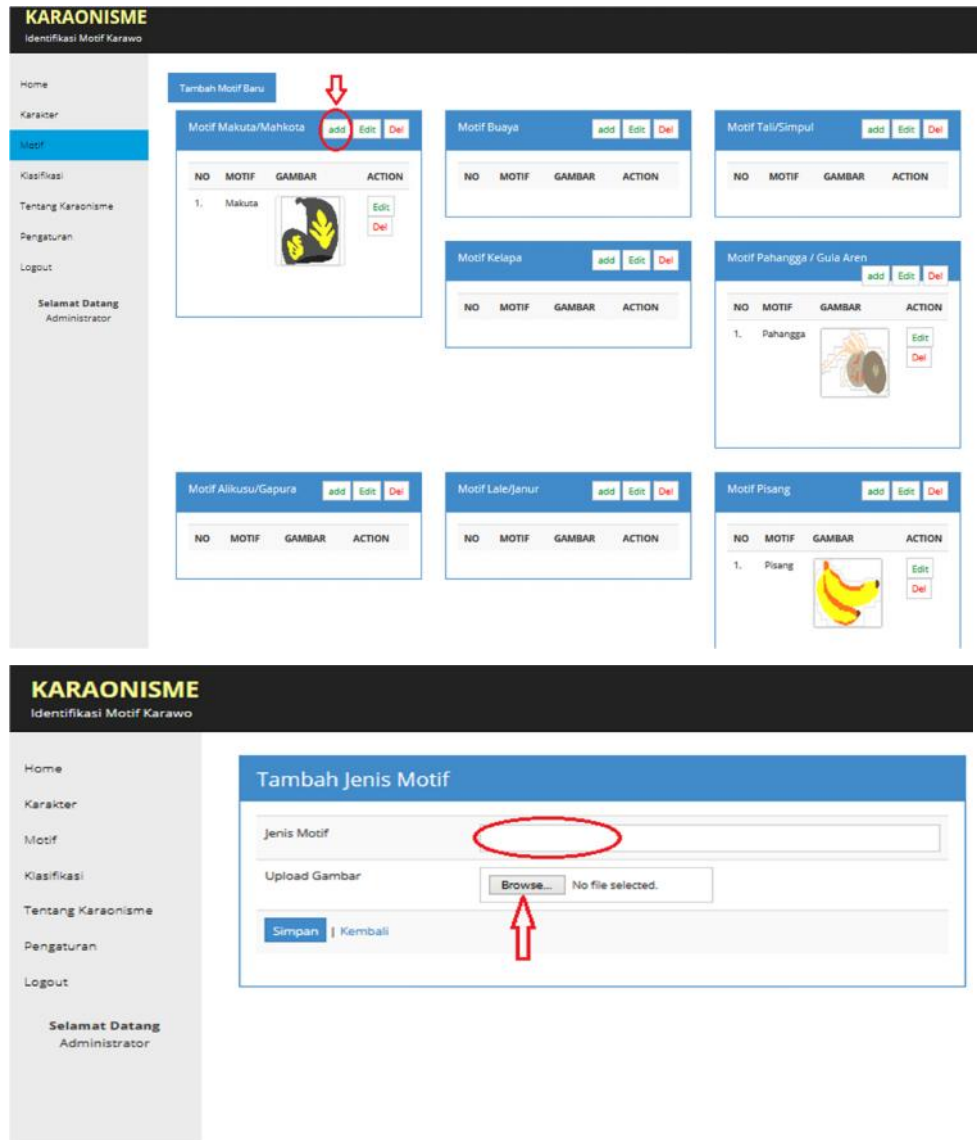 KARAONISME
Identifikasi Motif Karawo
Home
Karakter
Motif
Klasifikasi
Tentang Karaonisme
Pengaturan
Logout
Selamat Datang
Administrator
Tambah Motif Baru
Motif Makuta/Mahkota add Edit Del
NO MOTIF GAMBAR ACTION
1. Makuta Edit
Del
Motif Buaya add Edit Del
NO MOTIF GAMBAR ACTION
Motif Tali/Simpul add Edit Del
NO MOTIF GAMBAR ACTION
Motif Kelapa add Edit Del
NO MOTIF GAMBAR ACTION
Motif Pahangga / Gula Aren
add Edit Del
NO MOTIF GAMBAR ACTION
1. Pahangga Edit
Del
Motif Alikusu/Gapura add Edit Del
NO MOTIF GAMBAR ACTION
Motif Lale/Janur add Edit Del
NO MOTIF GAMBAR ACTION
Motif Pisang add Edit Del
NO MOTIF GAMBAR ACTION
1. Pisang Edit
Del
KARAONISME
Identifikasi Motif Karawo
Home
Karakter
Motif
Klasifikasi
Tentang Karaonisme
Pengaturan
Logout
Selamat Datang
Administrator
Tambah Jenis Motif
Jenis Motif
Upload Gambar Browse... No file selected.
Simpan | Kembali